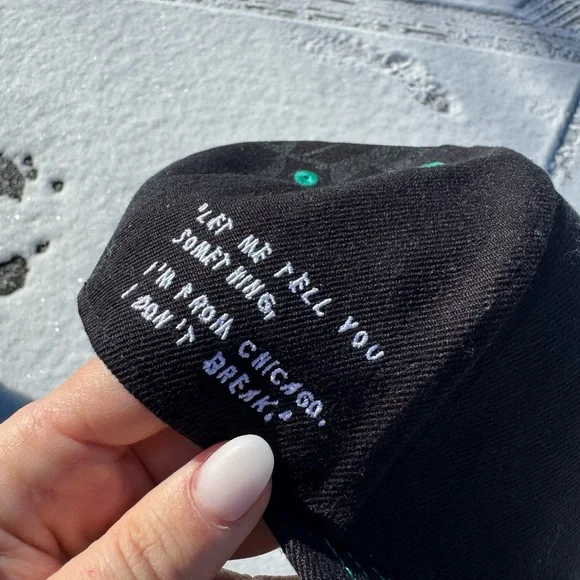 "LET ME TELL YOU
SOMETHING,
I'M FROM CHICAGO.
I DON'T BREAK."